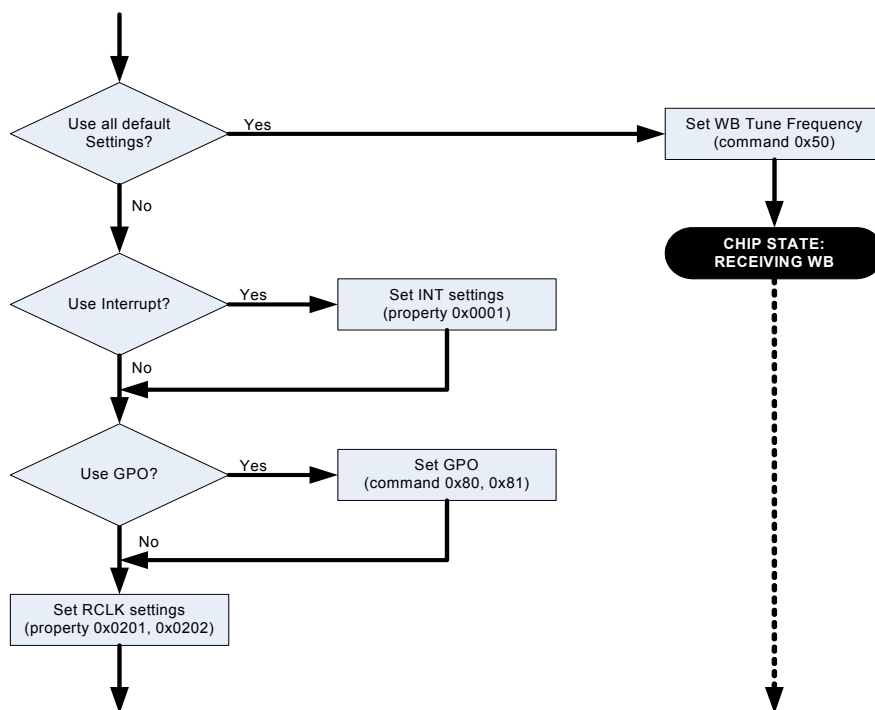 Use all default
Settings?
Yes
Set WB Tune Frequency
(command 0x50)
No
CHIP STATE:
RECEIVING WB
Use Interrupt?
Yes
Set INT settings
(property 0x0001)
No
Use GPO?
Yes
Set GPO
(command 0x80, 0x81)
No
Set RCLK settings
(property 0x0201, 0x0202)